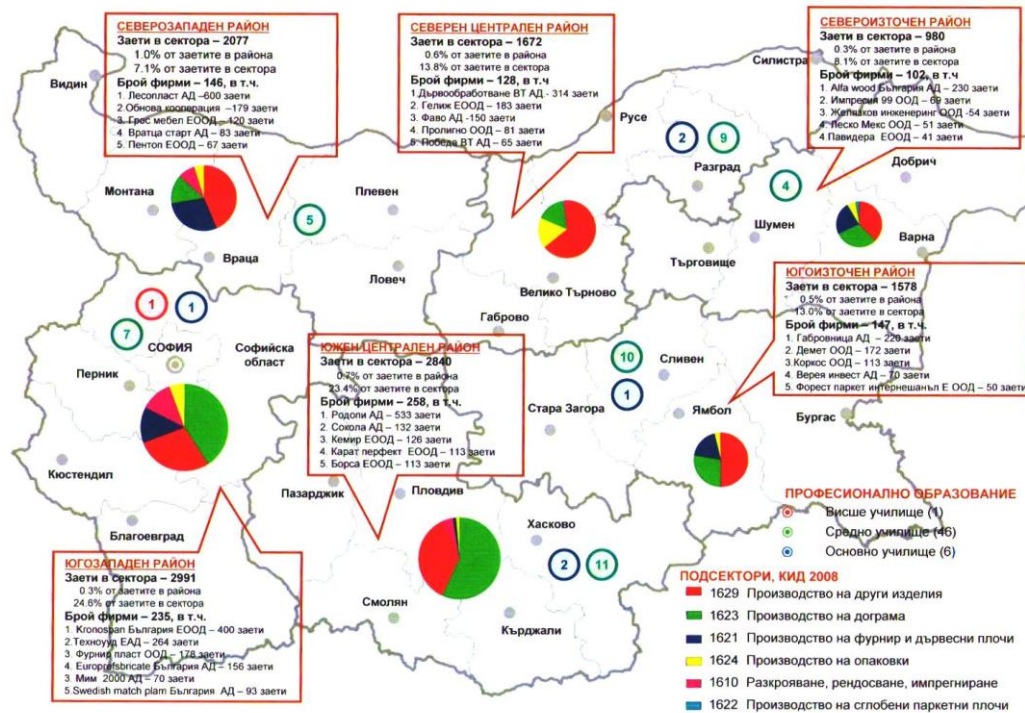 СЕВЕРОЗАПАДЕН РАЙОН
Заети в сектора – 2077
1.0% от заетите в района
7.1% от заетите в сектора
Брой фирми – 146, в т.ч.
1. Лесопласт АД –600 заети
2.Обнова кооперация –179 заети
3. Грос мебел ЕООД –120 заети
4. Вратца старт АД – 83 заети
5. Пентоп ЕООД – 67 заети
СЕВЕРЕН ЦЕНТРАЛЕН РАЙОН
Заети в сектора – 1672
0.6% от заетите в района
13.8% от заетите в сектора
Брой фирми – 128, в т.ч.
1.Дървообработване ВТ АД - 314 заети
2. Гелиж ЕООД – 183 заети
3. Фаво АД -150 заети
4. Пролигно ООД – 81 заети
5. Победа ВТ АД – 65 заети
СЕВЕРОИЗТОЧЕН РАЙОН
Заети в сектора – 980
0.3% от заетите в района
8.1% от заетите в сектора
Брой фирми – 102, в т.ч
1. Alfa wood България АД – 230 заети
2. Импресия 99 ООД – 69 заети
3. Желязков инженеринг ООД -54 заети
4. Леско Мекс ООД – 51 заети
4.Павидера ЕООД – 41 заети
Видин
Силистра
Русе
2
9
Разград
Добрич
Монтана
Плевен
5
4
Шумен
Варна
Враца
Ловеч
Велико Търново
Търговище
Габрово
ЮГОИЗТОЧЕН РАЙОН
Заети в сектора – 1578
0.5% от заетите в района
13.0% от заетите в сектора
Брой фирми – 147, в т.ч.
1. Габровница АД – 220 заети
2. Демет ООД – 172 заети
3.Коркос ООД – 113 заети
4. Верея инвест АД – 70 заети
5. Форест паркет интернешанъл Е ООД – 50 заети
1
1
7
СОФИЯ
Софийска
област
Перник
ЮЖЕН ЦЕНТРАЛЕН РАЙОН
Заети в сектора – 2840
0.7% от заетите в района
23.4% от заетите в сектора
Брой фирми – 258, в т.ч.
1. Родопи АД – 533 заети
2. Сокола АД – 132 заети
3. Кемир ЕООД – 126 заети
4. Карат перфект ЕООД – 113 заети
5. Борса ЕООД – 113 заети
10
Сливен
1
Стара Загора
Ямбол
Бургас
Кюстендил
Пазарджик
Пловдив
Благоевград
Хасково
2
11
Смолян
Кърджали
ЮГОЗАПАДЕН РАЙОН
Заети в сектора – 2991
0.3% от заетите в района
24.6% от заетите в сектора
Брой фирми – 235, в т.ч.
1. Kronospan България ЕООД – 400 заети
2.Техноууд ЕАД – 264 заети
3. Фурнир пласт ООД – 178 заети
4. Europrefsbricate България АД – 156 заети
3. Мим 2000 АД – 70 заети
5.Swedish match plam България АД – 93 заети
ПРОФЕСИОНАЛНО ОБРАЗОВАНИЕ
Висше училище (1)
Средно училище (46)
Основно училище (6)
ПОДСЕКТОРИ, КИД 2008
1629 Производство на други изделия
1623 Производство на дограма
1621 Производство на фурнир и дървесни плочи
1624 Производство на опаковки
1610 Разкрояване, рендосване, импрегниране
1622 Производство на сглобени паркетни плочи